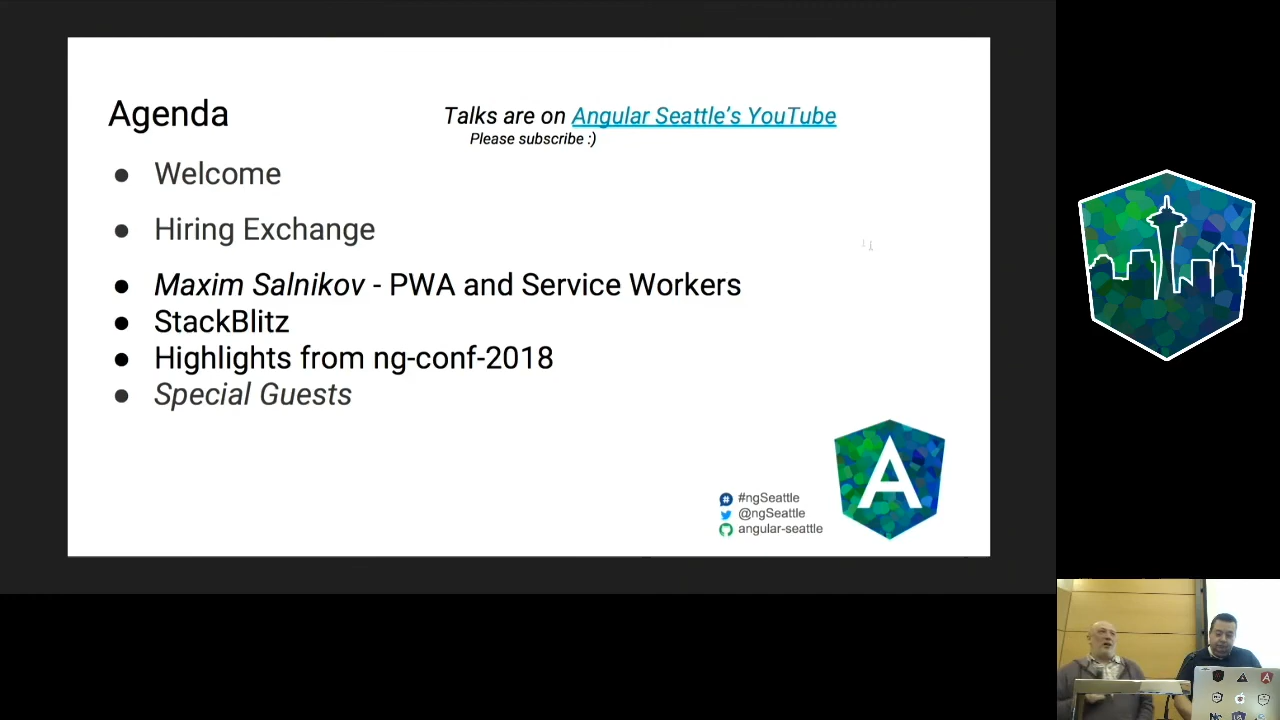 Agenda
Talks are on Angular Seattle's YouTube
Please subscribe :)
● Welcome
● Hiring Exchange
● Maxim Salnikov - PWA and Service Workers
● StackBlitz
● Highlights from ng-conf-2018
● Special Guests
#ngSeattle
@ngSeattle
angular-seattle
A